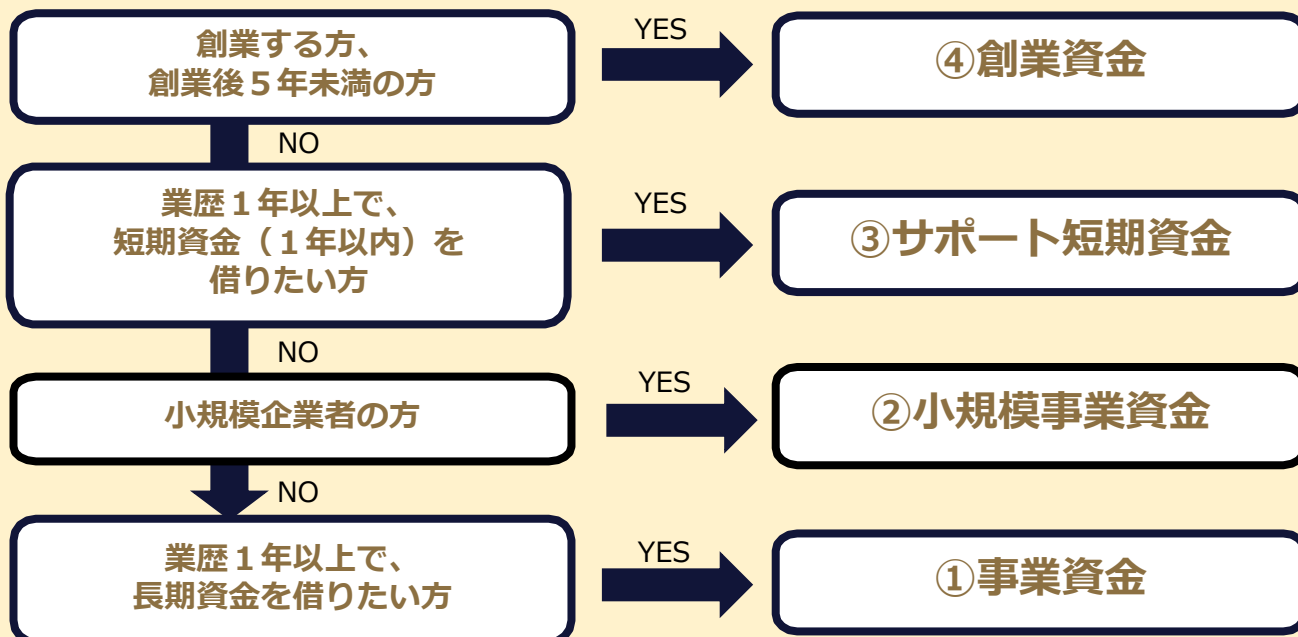 創業する方、
創業後５年未満の方
YES
④創業資金
NO
業歴１年以上で、
短期資金（１年以内）を
借りたい方
YES
③サポート短期資金
NO
小規模企業者の方
YES
②小規模事業資金
NO
業歴１年以上で、
長期資金を借りたい方
YES
①事業資金